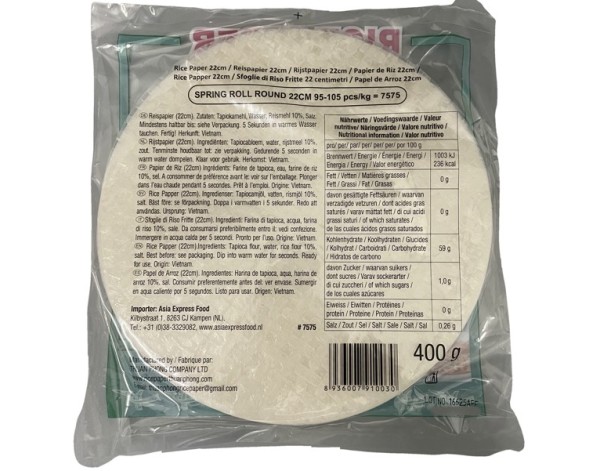 Rice Paper 22cm / Reispapier 22cm / Rijstpapier 22cm / Papier de Riz 22cm /
Rice Papper 22cm / Sfoglie di Riso Fritte 22 centimetri / Papel de Arroz 22cm
SPRING ROLL ROUND 22CM 95-105 pcs/kg = 7575
Reispapier (22cm). Zutaten: Tapiokamehl, Wasser, Reismehl 10%, Salz.
Mindestens haltbar bis: siehe Verpackung. 5 Sekunden in warmes Wasser
tauchen. Fertig! Herkunft: Vietnam.
Rijstpapier (22cm). Ingrediënten: Tapiocabloem, water, rijstmeel 10%,
zout. Tenminste houdbaar tot: zie verpakking. Gedurende 5 seconden in
warm water dompelen. Klaar voor gebruik. Herkomst: Vietnam.
Papier de Riz (22cm). Ingrédients: Farine de tapioca, eau, farine de riz
10%, sel. A consommer de préférence avant le: voir sur l'emballage. Plonger
dans l'eau chaude pendant 5 secondes. Prêt à l'emploi. Origine: Vietnam.
Rice Papper (22cm). Ingredienser: Tapiocamjöl, vatten, rismjöl 10%,
salt. Bäst före: se förpackning. Doppa i varmvatten i 5 sekunder. Redo att
användas. Ursprung: Vietnam.
Sfoglie di Riso Fritte (22cm). Ingredienti: Farina di tapioca, acqua, farina
di riso 10%, sale. Da consumarsi preferibilmente entro il: vedi confezione.
Immergere in acqua calda per 5 secondi. Pronto per l'uso. Origine: Vietnam.
Rice Papper (22cm). Ingredients: Tapioca flour, water, rice flour 10%,
salt. Best before: see packaging. Dip into warm water for seconds. Ready
for use. Origin: Vietnam.
Papel de Arroz (22cm). Ingredientes: Harina de tapioca, aqua, harina de
arroz 10%, sal. Consumir preferentemente antes del: ver envase. Sumergir
en aqua caliente por 5 segundos. Listo para usar. Origen: Vietnam.
Importer: Asia Express Food
Kilbystraat 1, 8263 CJ Kampen (NL).
Tel.: +31 (0)38-3329082, www.asiaexpressfood.nl # 7575
Manufactured by / Fabrique par:
THUAN PHONG COMPANY LTD
Nährwerte / Voedingswaarde / Valeur
nutritive/ Näringsvärde / Valore nutritivo /
Nutritional information / Valor nutritivo
pro/ per/ par/ per/ per/ per/ por 100 g
Brennwert / Energie / Énergie / Energi /
Energia / Energy / Valor energético 1003 kJ
236 kcal
Fett / Vetten / Matières grasses /
Fett / Grassi / Fat / Grasas 0 g
davon gesättigte Fettsäuren / waarvan
verzadigde vetzuren / dont acides gras
saturés / varav mättat fett / di cui acidi
grassi saturi / of which saturates /
de las cuales ácidos grasos saturados 0 g
Kohlenhydrate / Koolhydraten / Glucides
/ Kolhydrat / Carboidrati / Carbohydrate
/ Hidratos de carbono 59 g
davon Zucker / waarvan suikers /
dont sucres / Varav sockerarter /
di cui zuccheri / of which sugars /
de los cuales azúcares 1,0g
Eiweiss / Eiwitten / Protéines /
protein / Proteine / Protein / Proteínas 0 g
Salz / Zout / Sel / Salt / Sale / Salt / Sal 0,26 g
400 g
8 936007 910030